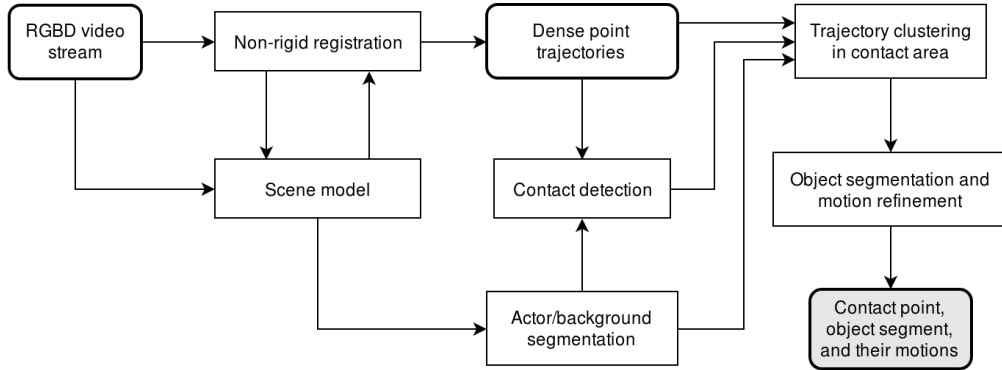 RGBD video
stream
Non-rigid registration
Dense point
trajectories
Trajectory clustering
in contact area
Scene model
Contact detection
Object segmentation and
motion refinement
Actor/background
segmentation
Contact point,
object segment,
and their motions